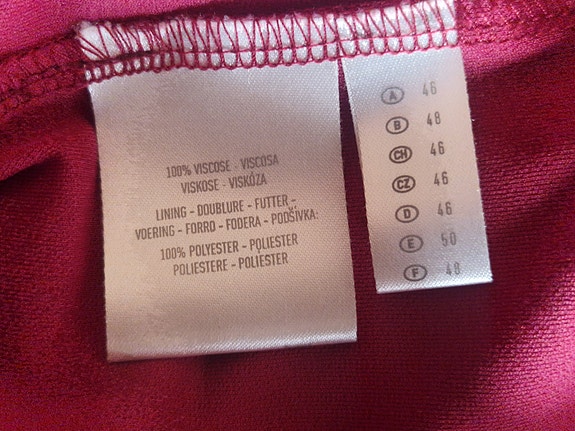 100% VISCOSE - VISCOSA
VISKOSE - VISKÓZA
LINING - DOUBLURE - FUTTER -
VOERING - FORRO - FODERA - PODŠÍVKA:
100% POLYESTER - POLIESTER
POLIESTERE - POLIESTER
A 46
B 48
CH 46
CZ 46
D 46
E 50
F 48